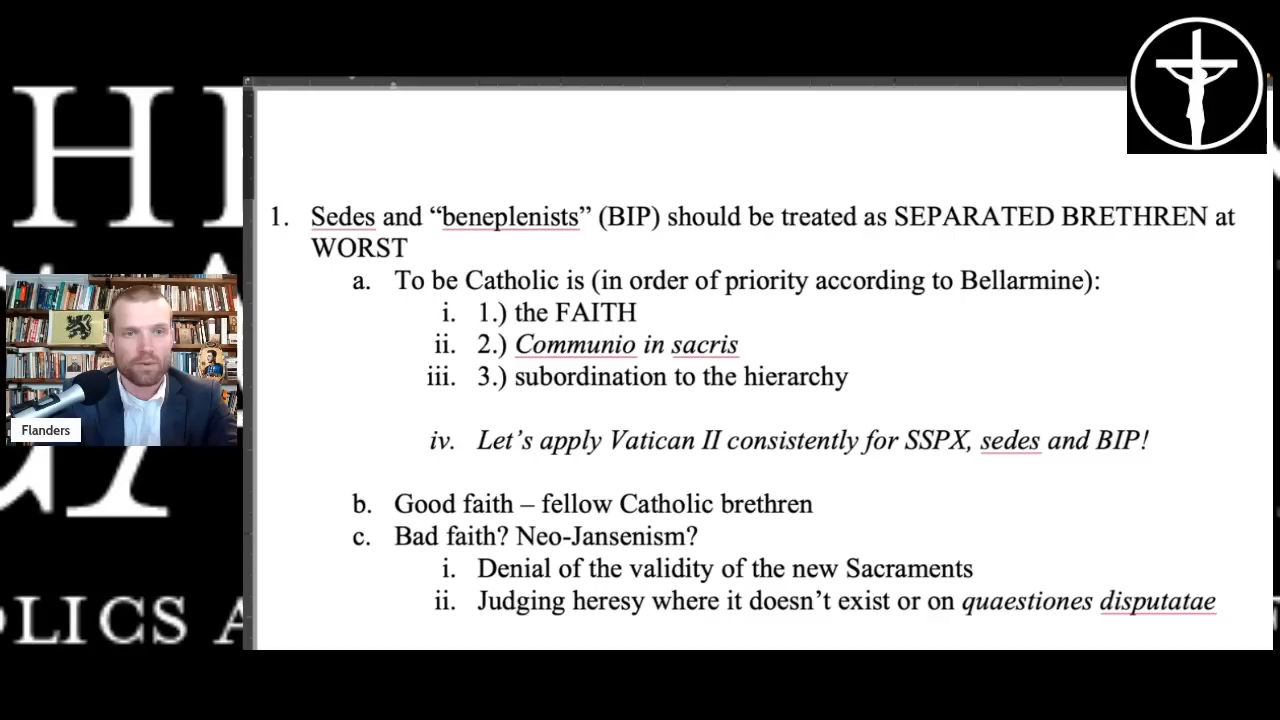 HI
1. Sedes and “beneplenists” (BIP) should be treated as SEPARATED BRETHREN at
WORST
a. To be Catholic is (in order of priority according to Bellarmine):
i. 1.) the FAITH
ii. 2.) Communio in sacris
iii. 3.) subordination to the hierarchy
Flanders
iv. Let’s apply Vatican II consistently for SSPX, sedes and BIP!
b. Good faith – fellow Catholic brethren
c. Bad faith? Neo-Jansenism?
i. Denial of the validity of the new Sacraments
ii. Judging heresy where it doesn’t exist or on quaestiones disputatae
OLICS A